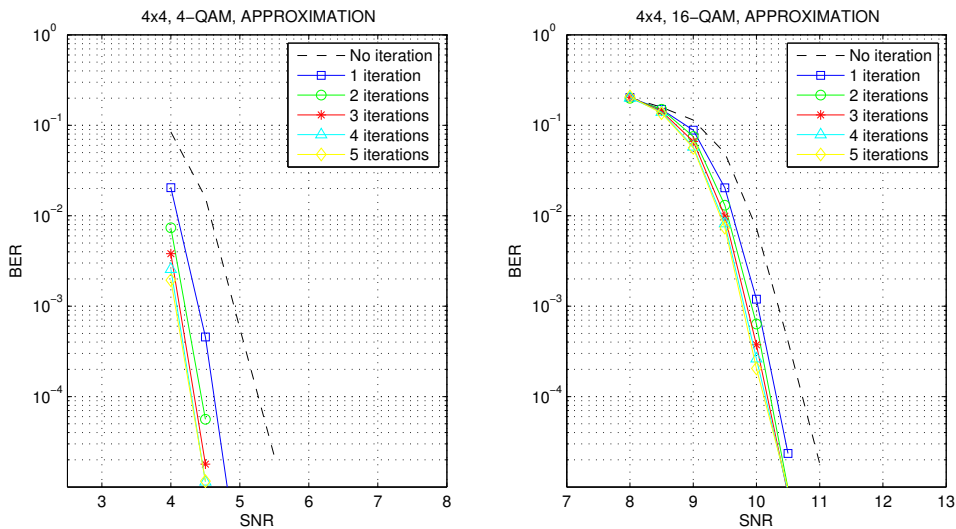 4x4, 4−QAM, APPROXIMATION
10^0
10^−1
10^−2
10^−3
10^−4
BER
3 4 5 6 7 8
SNR
No iteration
1 iteration
2 iterations
3 iterations
4 iterations
5 iterations
4x4, 16−QAM, APPROXIMATION
10^0
10^−1
10^−2
10^−3
10^−4
BER
7 8 9 10 11 12 13
SNR
No iteration
1 iteration
2 iterations
3 iterations
4 iterations
5 iterations